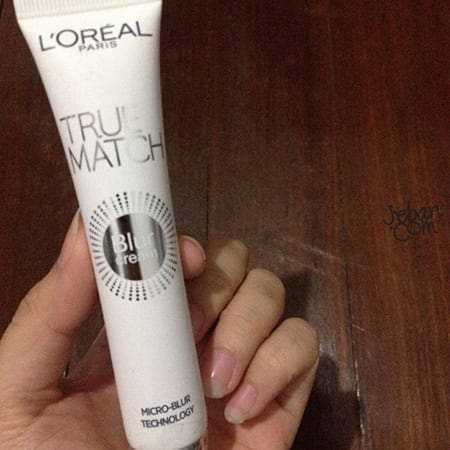 L'ORÉAL
PARIS
TRUE
MATCH
Blur
cream
MICRO-BLUR
TECHNOLOGY
Jeban
.com